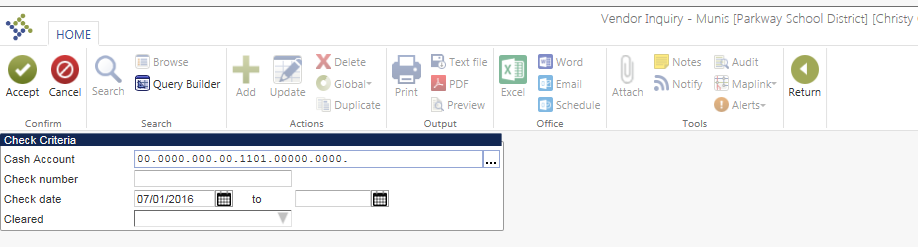 Vendor Inquiry - Munis [Parkway School District] [Christy
HOME
Accept
Cancel
Confirm
Search
Browse
Query Builder
Search
Add
Update
Delete
Global
Duplicate
Actions
Print
Text file
PDF
Preview
Output
Excel
Word
Email
Schedule
Office
Attach
Notes
Notify
Audit
Maplink
Alerts
Tools
Return
Check Criteria
Cash Account 00.0000.000.00.1101.00000.0000. ...
Check number
Check date 07/01/2016 to
Cleared